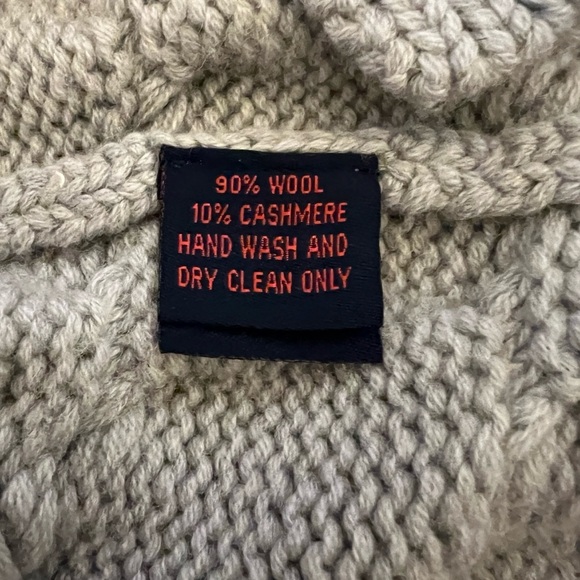 90% WOOL
10% CASHMERE
HAND WASH AND
DRY CLEAN ONLY